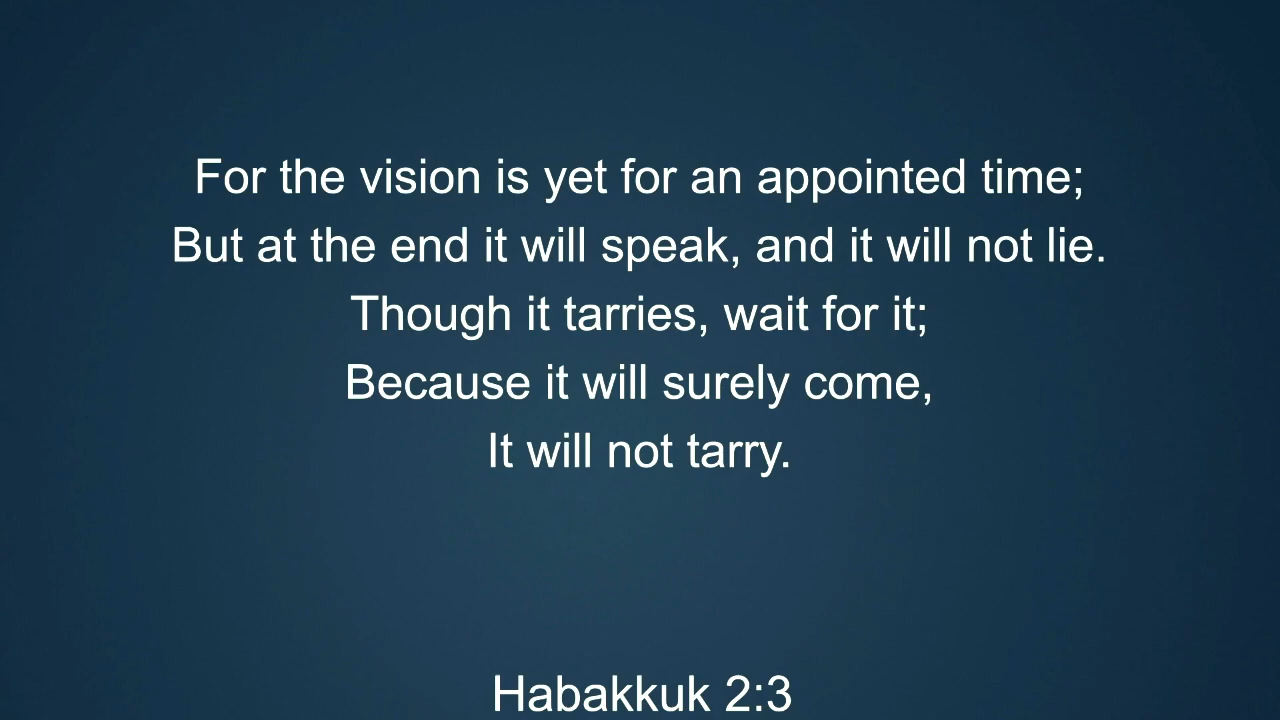 For the vision is yet for an appointed time;
But at the end it will speak, and it will not lie.
Though it tarries, wait for it;
Because it will surely come,
It will not tarry.
Habakkuk 2:3